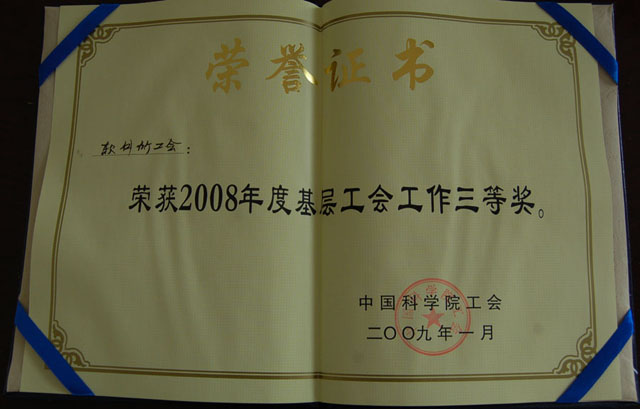 荣誉证书
软件所工会：
荣获2008年度基层工会工作三等奖。
中国科学院工会
二〇〇九年一月